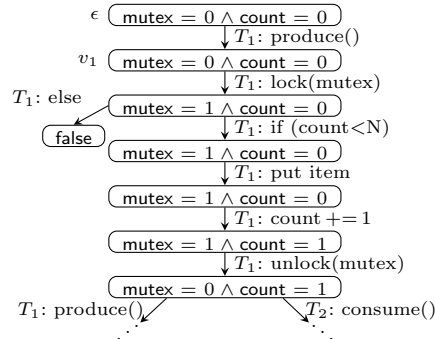 ϵ mutex = 0 ∧ count = 0
T₁: produce()
v₁ mutex = 0 ∧ count = 0
T₁: lock(mutex)
T₁: else
mutex = 1 ∧ count = 0
T₁: if (count<N)
false
mutex = 1 ∧ count = 0
T₁: put item
mutex = 1 ∧ count = 0
T₁: count += 1
mutex = 1 ∧ count = 1
T₁: unlock(mutex)
mutex = 0 ∧ count = 1
T₁: produce() T₂: consume()